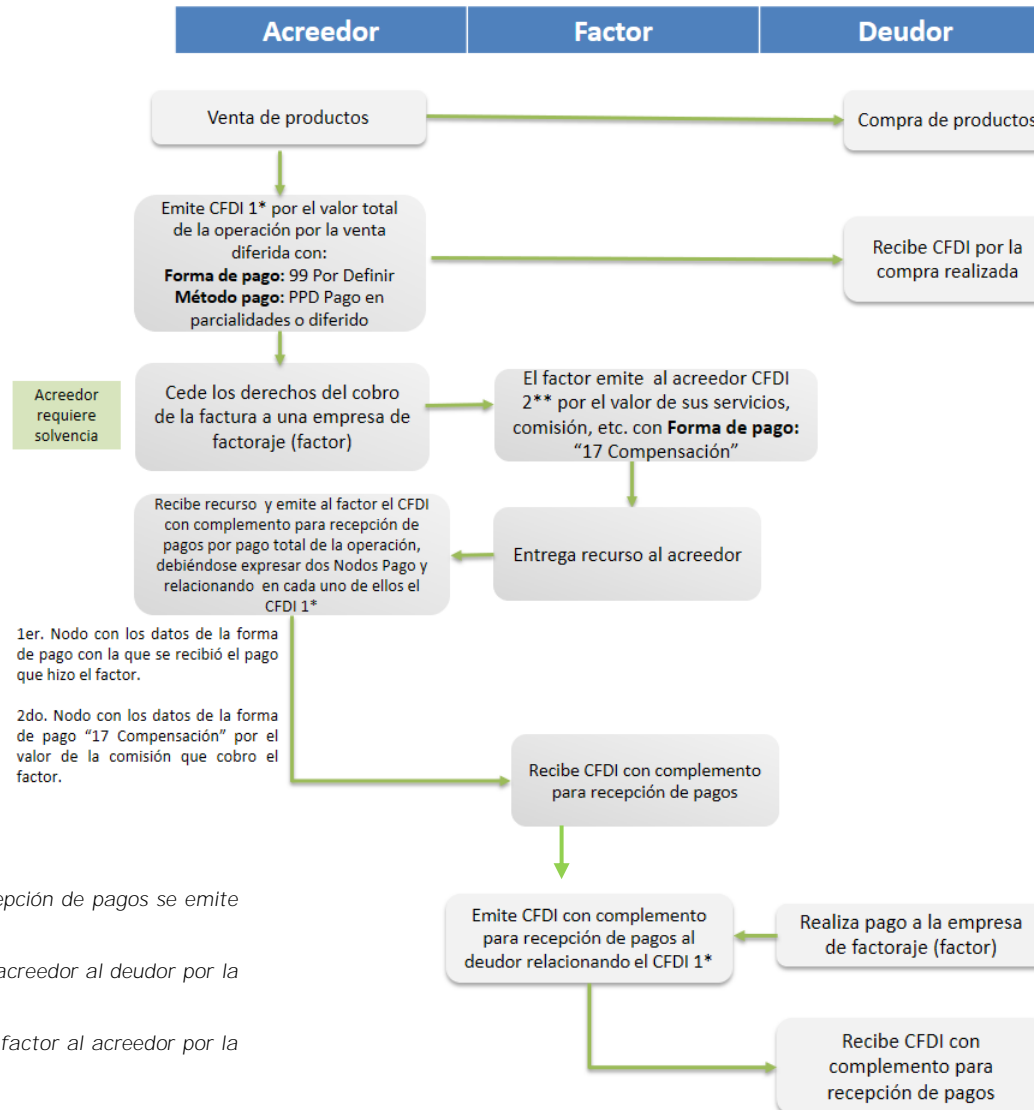 Acreedor
Factor
Deudor
Venta de productos
Compra de productos
Emite CFDI 1* por el valor total
de la operación por la venta
diferida con:
Forma de pago: 99 Por Definir
Método pago: PPD Pago en
parcialidades o diferido
Recibe CFDI por la
compra realizada
Acreedor
requiere
solvencia
Cede los derechos del cobro
de la factura a una empresa de
factoraje (factor)
El factor emite al acreedor CFDI
2** por el valor de sus servicios,
comisión, etc. con Forma de pago:
“17 Compensación”
Recibe recurso y emite al factor el CFDI
con complemento para recepción de
pagos por pago total de la operación,
debiéndose expresar dos Nodos Pago y
relacionando en cada uno de ellos el
CFDI 1*
Entrega recurso al acreedor
1er. Nodo con los datos de la forma
de pago con la que se recibió el pago
que hizo el factor.
2do. Nodo con los datos de la forma
de pago “17 Compensación” por el
valor de la comisión que cobro el
factor.
Recibe CFDI con complemento
para recepción de pagos
Emite CFDI con complemento
para recepción de pagos al
deudor relacionando el CFDI 1*
Realiza pago a la empresa
de factoraje (factor)
Recibe CFDI con
complemento para
recepción de pagos
epción de pagos se emite
acreedor al deudor por la
factor al acreedor por la